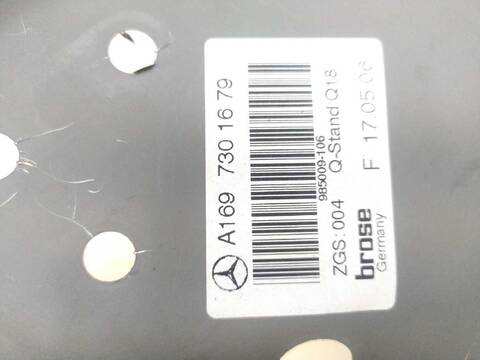 A169 730 16 79
985009-106
ZGS:004 Q-Stand Q18
brose F 17.05.06
Germany